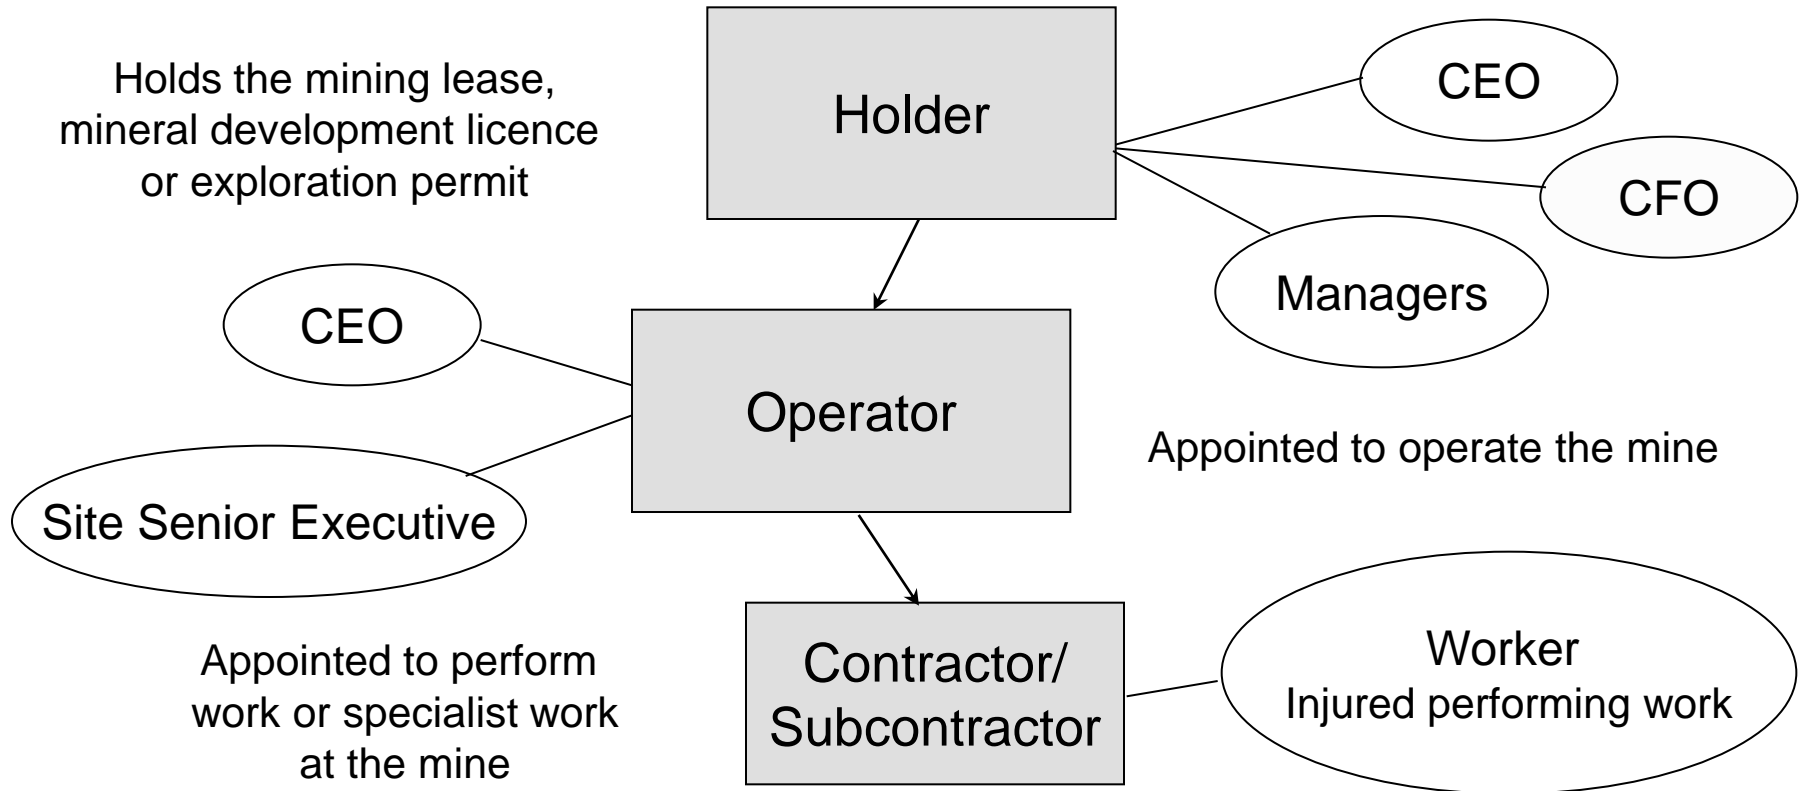 Holds the mining lease,
mineral development licence
or exploration permit
Holder
CEO
CFO
Managers
CEO
Operator
Site Senior Executive
Appointed to operate the mine
Appointed to perform
work or specialist work
at the mine
Contractor/
Subcontractor
Worker
Injured performing work